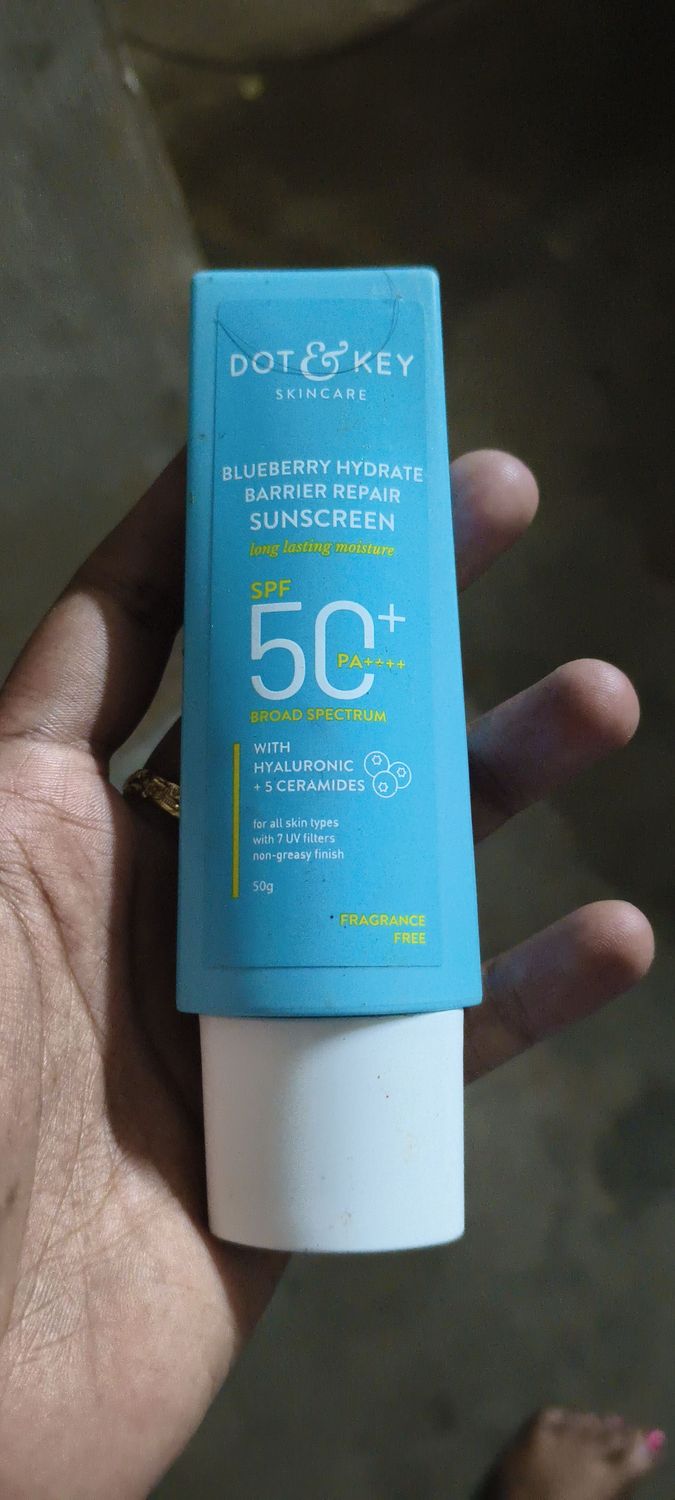 DOT & KEY
SKINCARE
BLUEBERRY HYDRATE
BARRIER REPAIR
SUNSCREEN
long lasting moisture
SPF
50+
PA++++
BROAD SPECTRUM
WITH
HYALURONIC
+ 5 CERAMIDES
for all skin types
with 7 UV filters
non-greasy finish
50g
FRAGRANCE
FREE